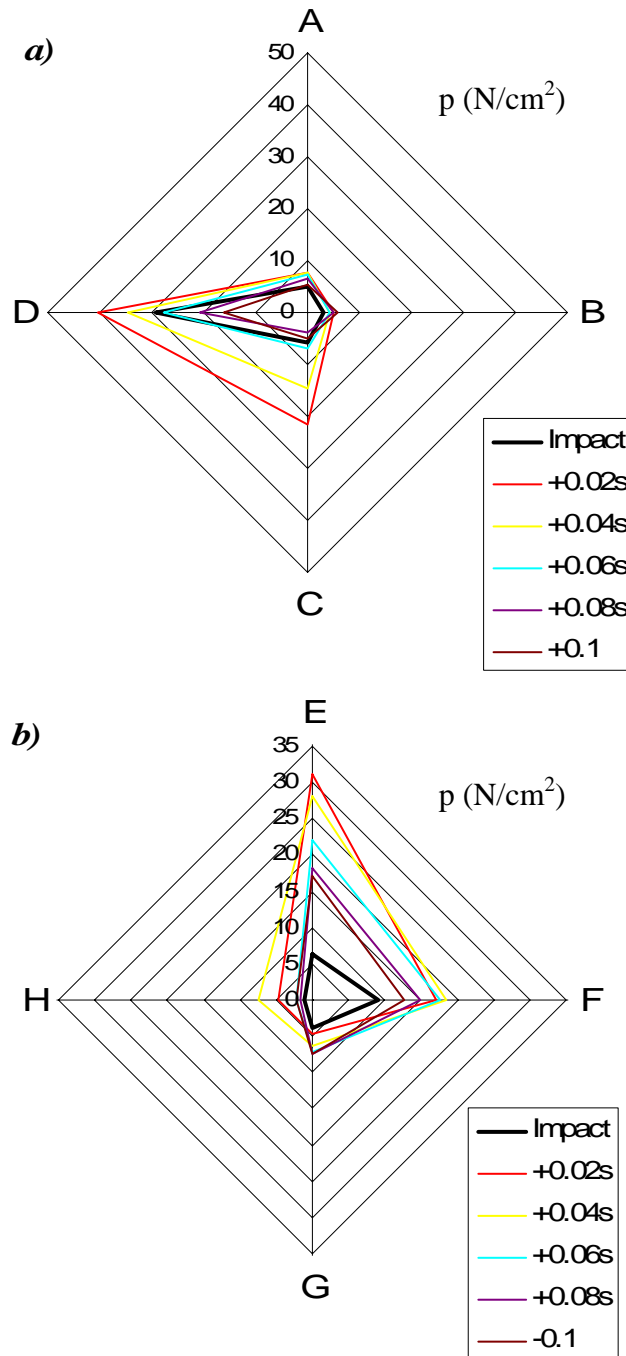 A
a)
50
p (N/cm²)
40
30
20
10
D
0
B
C
Impact
+0.02s
+0.04s
+0.06s
+0.08s
+0.1
E
b)
35
30
p (N/cm²)
25
20
15
10
5
H
0
F
G
Impact
+0.02s
+0.04s
+0.06s
+0.08s
-0.1